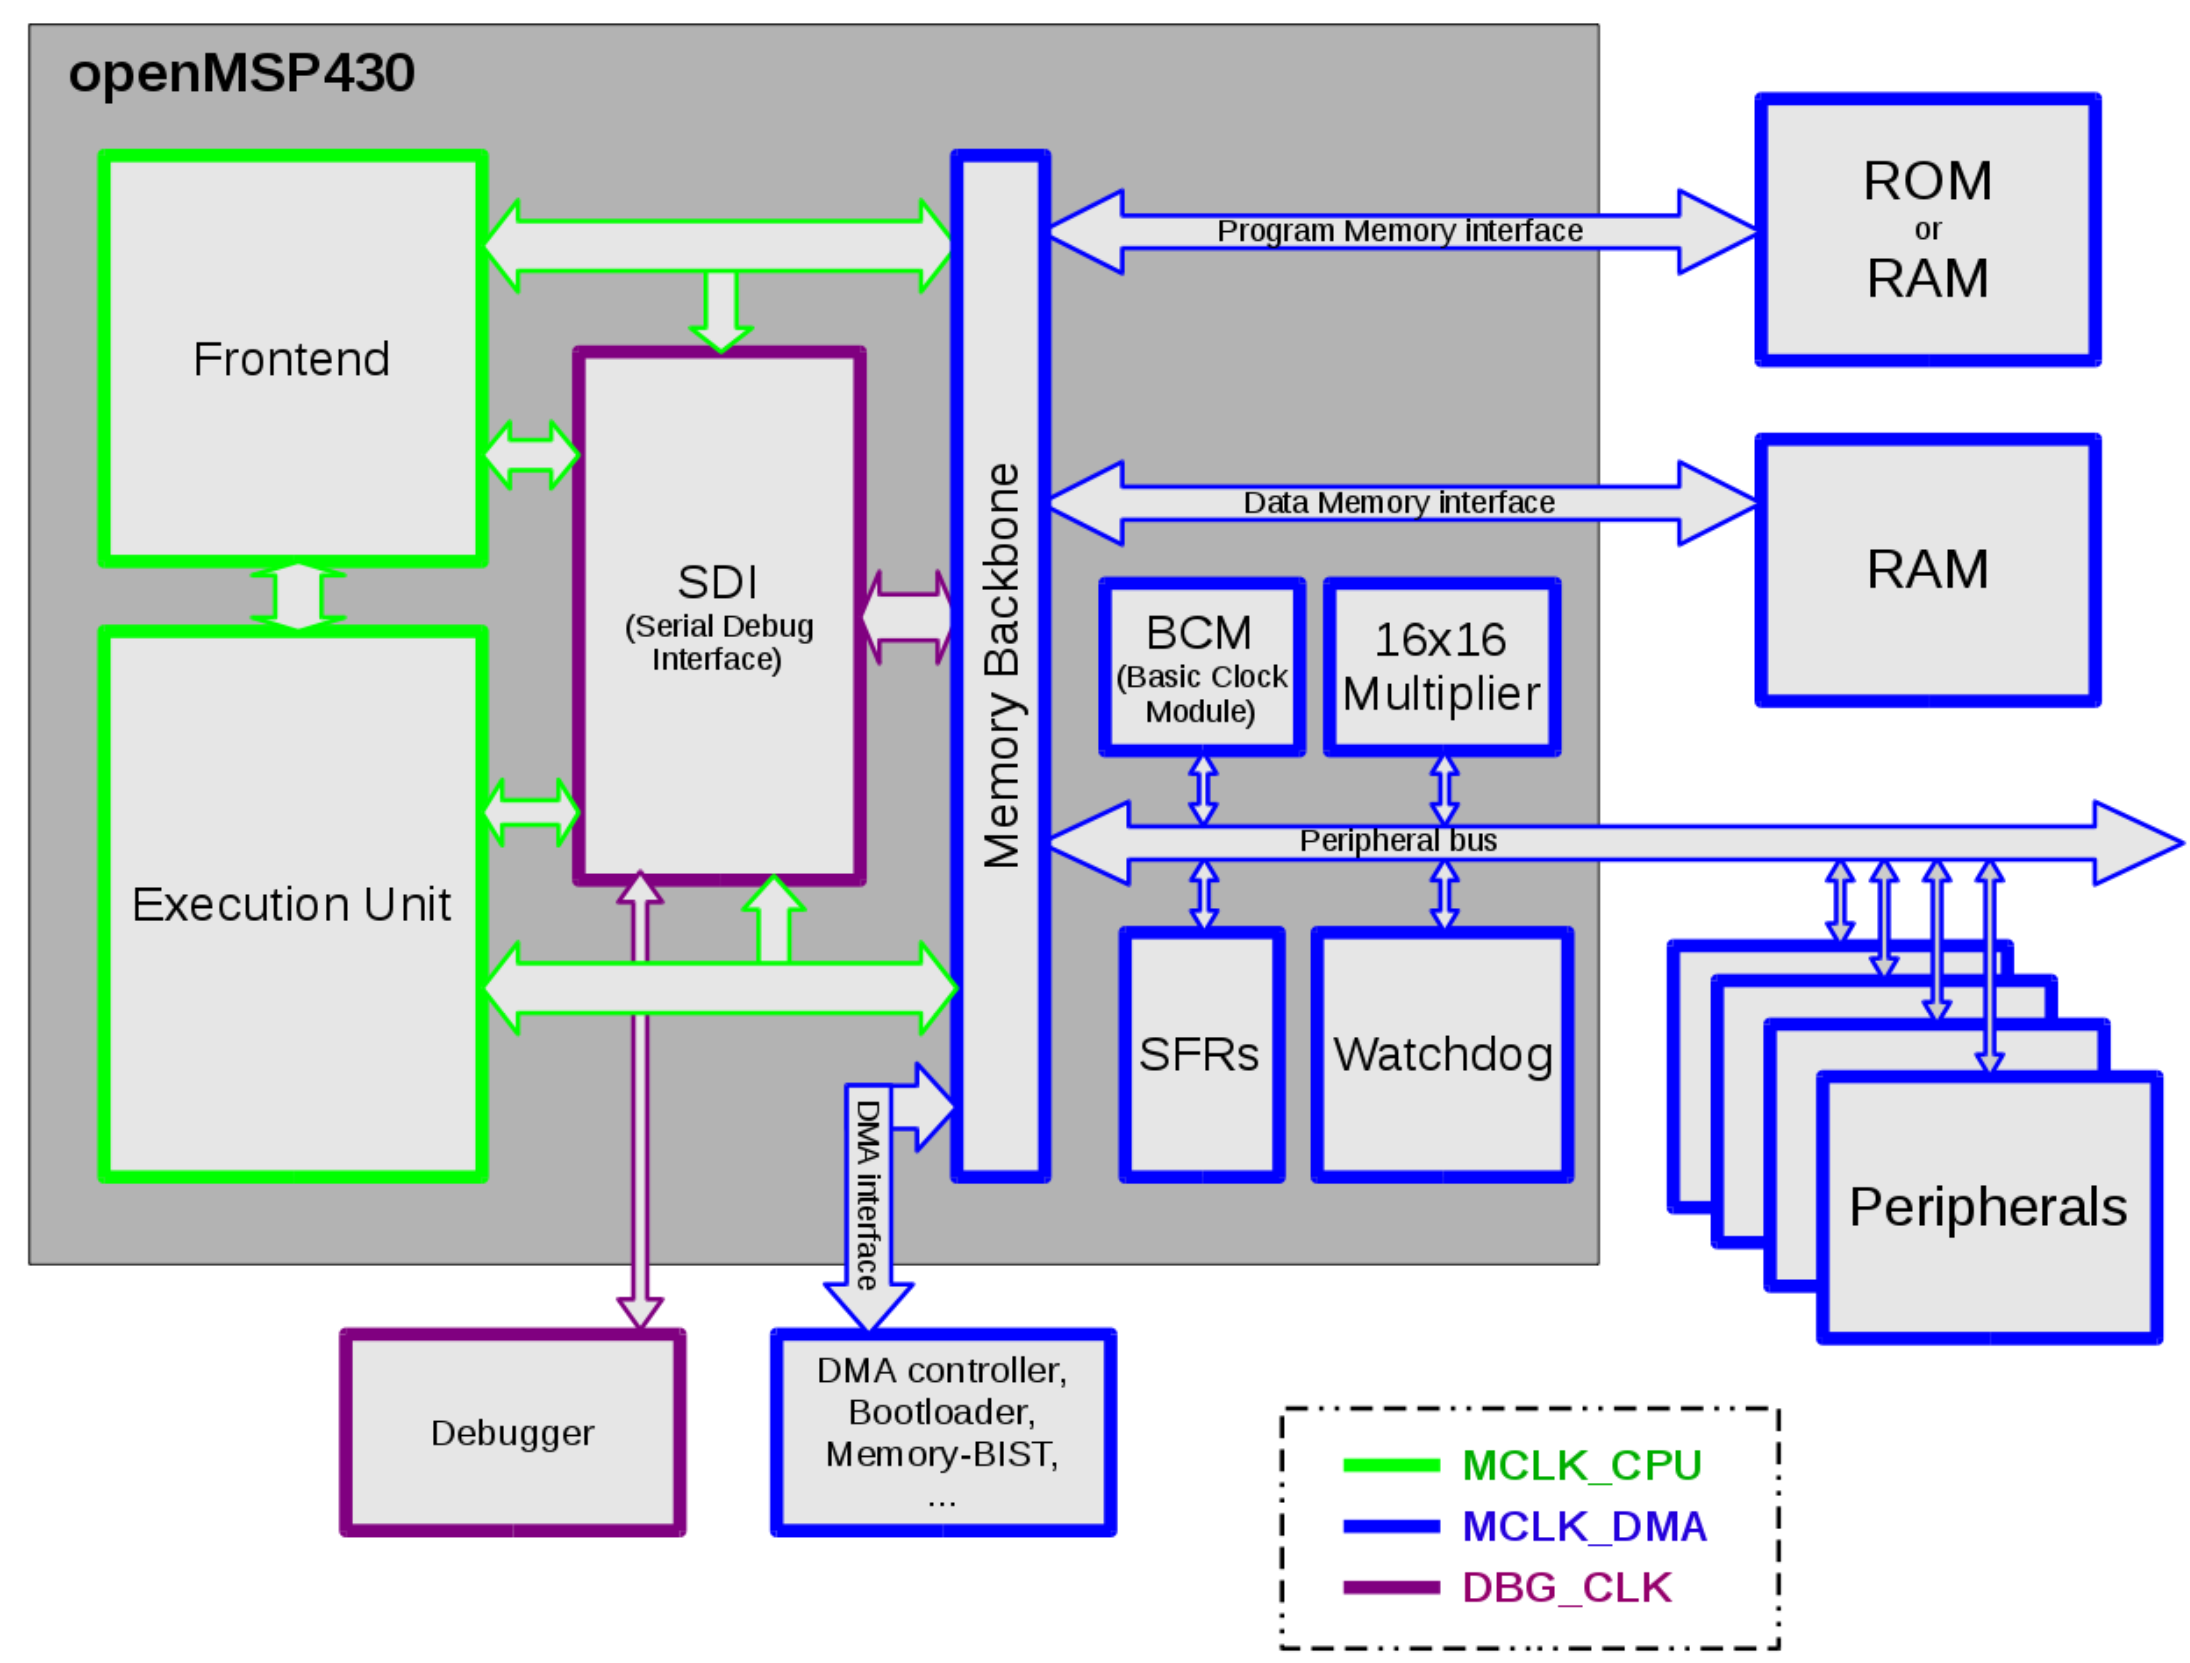 openMSP430
Frontend
Execution Unit
SDI
(Serial Debug
Interface)
Memory Backbone
Program Memory interface
Data Memory interface
BCM
(Basic Clock
Module)
16x16
Multiplier
Peripheral bus
SFRs
Watchdog
DMA interface
ROM
or
RAM
RAM
Peripherals
Debugger
DMA controller,
Bootloader,
Memory-BIST,
...
MCLK_CPU
MCLK_DMA
DBG_CLK